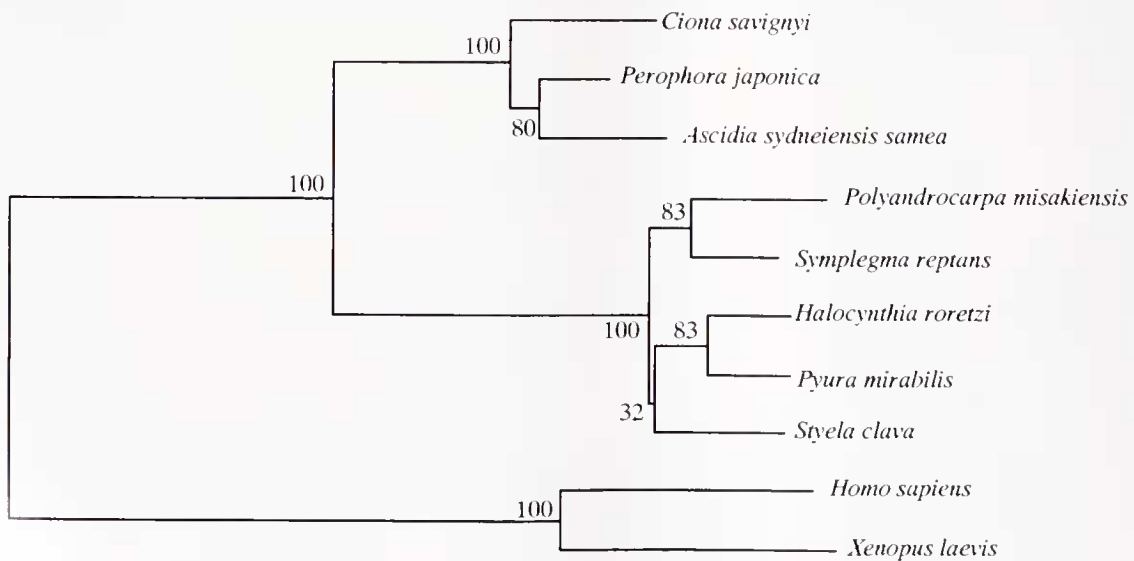 Ciona savignyi
100
Perophora japonica
80
Ascidia sydneiensis samea
100
Polyandrocarpa misakiensis
83
Symplegma reptans
Halocynthia roretzi
100
83
Pyura mirabilis
32
Styela clava
Homo sapiens
100
Xenopus laevis